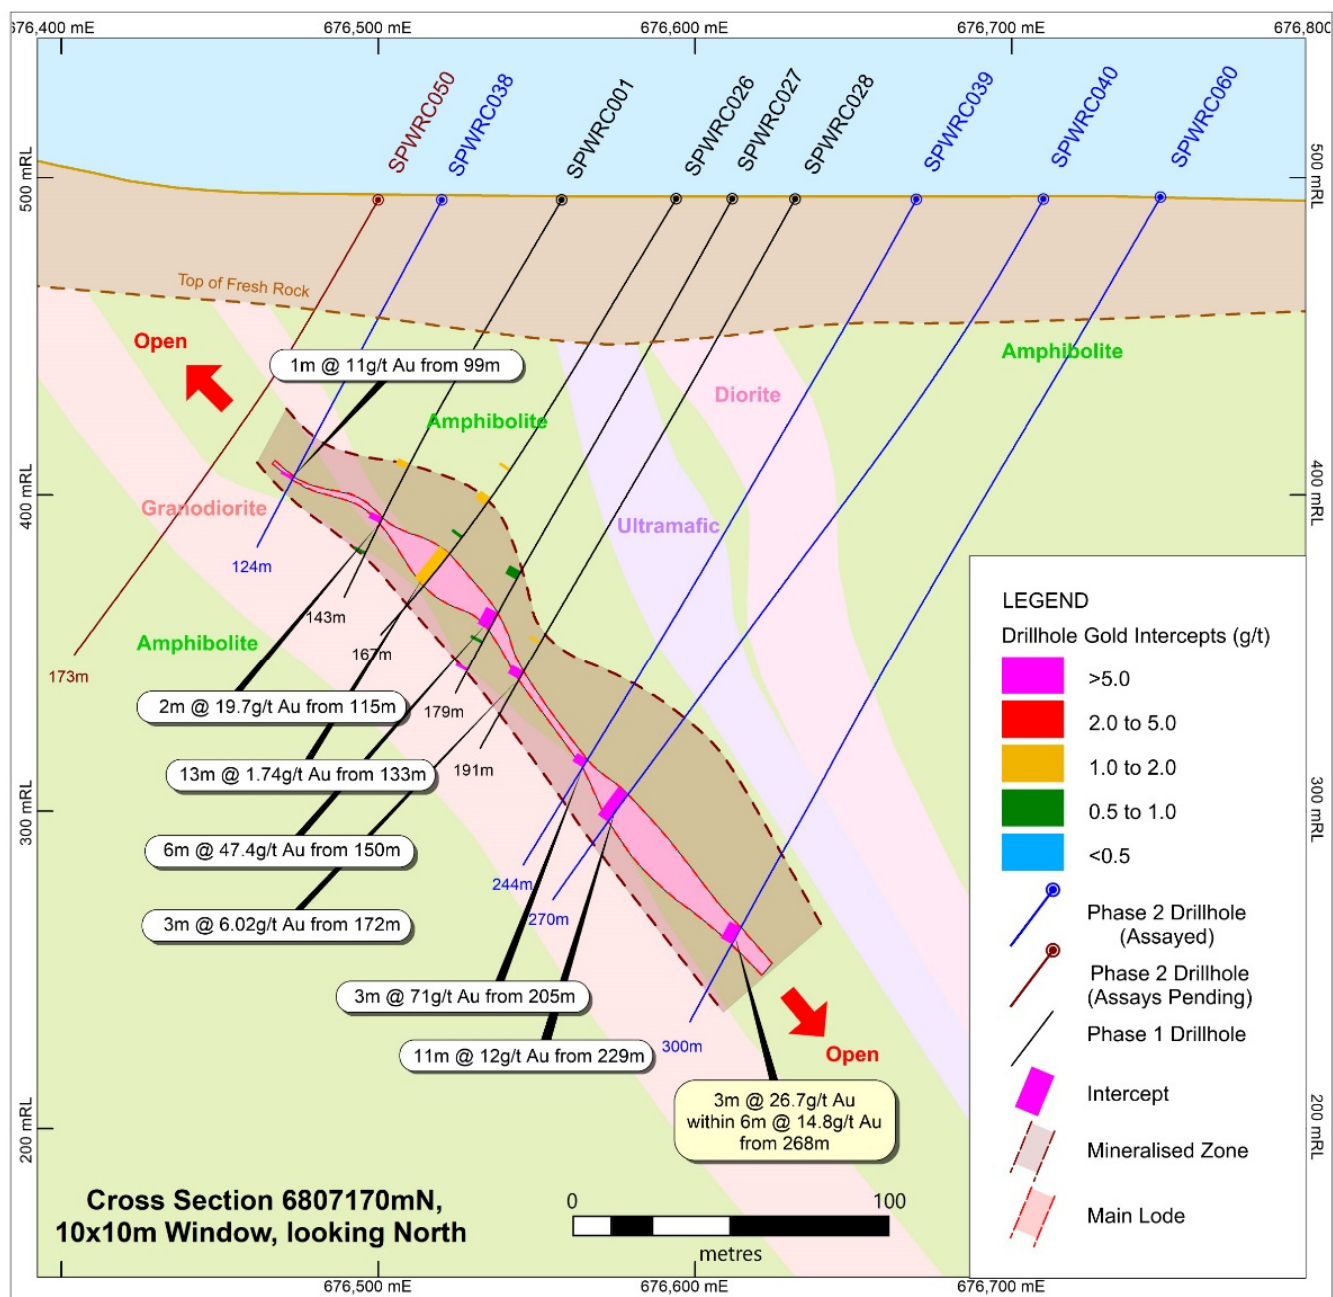 676,400 mE
676,500 mE
676,600 mE
676,700 mE
676,800
SPWRC050
SPWRC038
SPWRC001
SPWRC026
SPWRC027
SPWRC028
SPWRC039
SPWRC040
SPWRC060
500 mRL
500 mRL
Top of Fresh Rock
Open
1m @ 11g/t Au from 99m
Amphibolite
Amphibolite
Diorite
Granodiorite
Ultramafic
400 mRL
400 mRL
124m
143m
Amphibolite
167m
173m
179m
191m
2m @ 19.7g/t Au from 115m
13m @ 1.74g/t Au from 133m
6m @ 47.4g/t Au from 150m
3m @ 6.02g/t Au from 172m
300 mRL
300 mRL
244m
270m
3m @ 71g/t Au from 205m
11m @ 12g/t Au from 229m
300m
Open
3m @ 26.7g/t Au
within 6m @ 14.8g/t Au
from 268m
200 mRL
200 mRL
LEGEND
Drillhole Gold Intercepts (g/t)
>5.0
2.0 to 5.0
1.0 to 2.0
0.5 to 1.0
<0.5
Phase 2 Drillhole
(Assayed)
Phase 2 Drillhole
(Assays Pending)
Phase 1 Drillhole
Intercept
Mineralised Zone
Main Lode
Cross Section 6807170mN,
10x10m Window, looking North
0 100
metres
676,500 mE
676,600 mE
676,700 mE